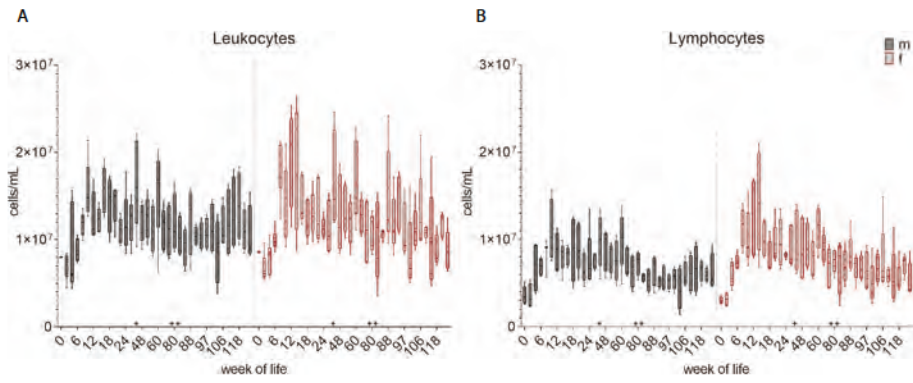 A
Leukocytes
3×10⁷
2×10⁷
1×10⁷
0
cells/mL
0 6 12 18 24 48 60 80 88 97 106 118 0 6 12 18 24 48 60 80 88 97 106 118
week of life
B
Lymphocytes
m
f
3×10⁷
2×10⁷
1×10⁷
0
cells/mL
0 6 12 18 24 48 60 80 88 97 106 118 0 6 12 18 24 48 60 80 88 97 106 118
week of life